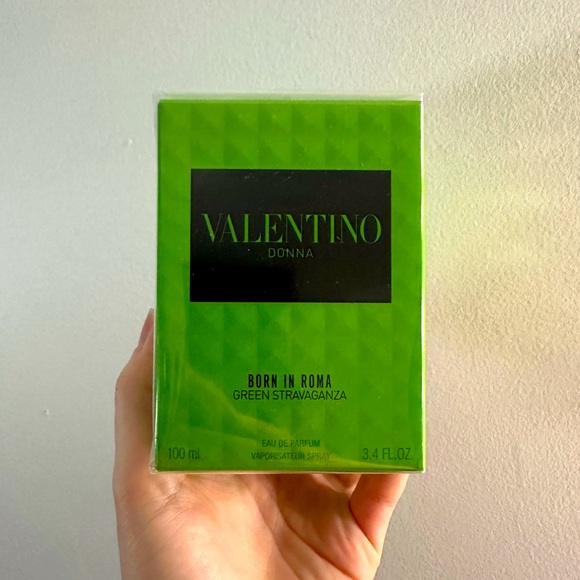 VALENTINO
DONNA
BORN IN ROMA
GREEN STRAVAGANZA
EAU DE PARFUM
100 ml VAPORISATEUR SPRAY 3.4 FL.OZ.